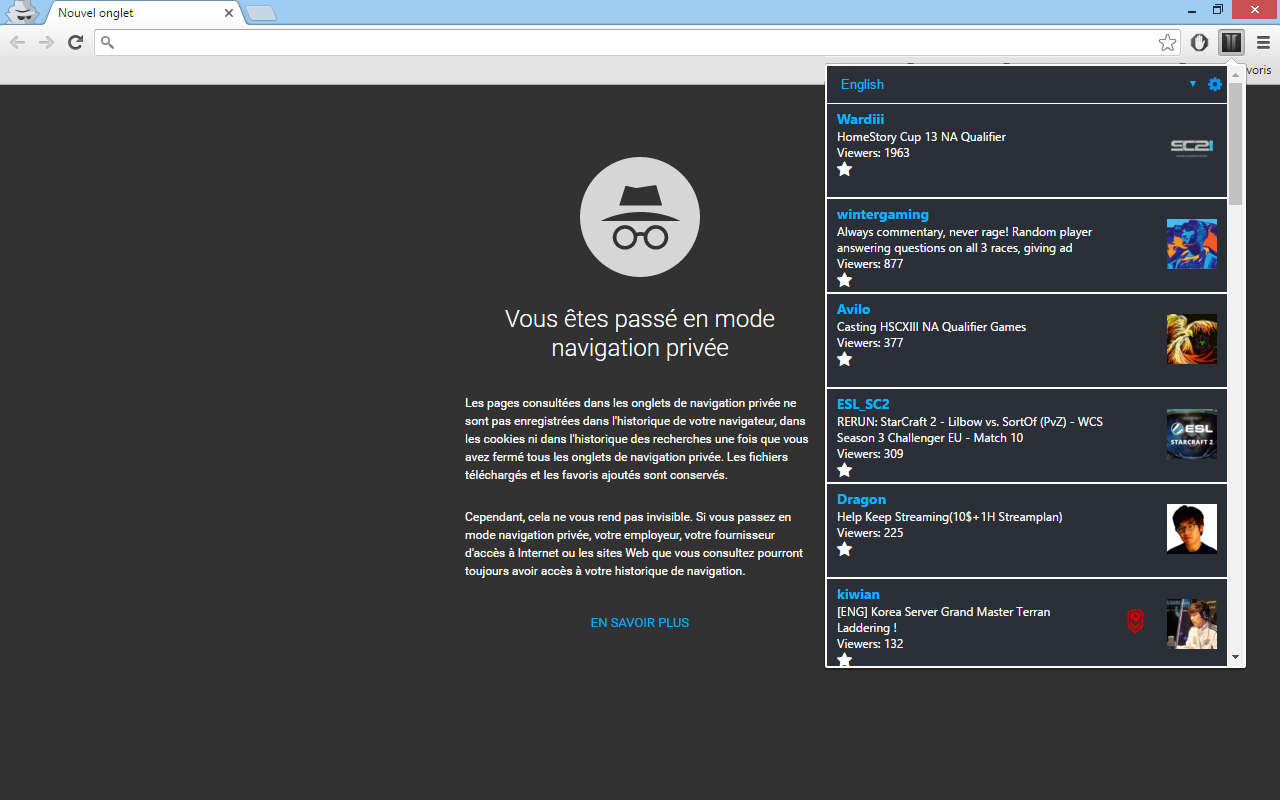 Nouvel onglet
voris
English
Wardiii
HomeStory Cup 13 NA Qualifier
Viewers: 1963
SC2
wintergaming
Always commentary, never rage! Random player
answering questions on all 3 races, giving ad
Viewers: 877
Avilo
Casting HSCXIII NA Qualifier Games
Viewers: 377
ESL_SC2
RERUN: StarCraft 2 - Lilbow vs. SortOf (PvZ) - WCS
Season 3 Challenger EU - Match 10
Viewers: 309
ESL
STARCRAFT 2
Dragon
Help Keep Streaming(10$+1H Streamplan)
Viewers: 225
kiwian
[ENG] Korea Server Grand Master Terran
Laddering !
Viewers: 132
Vous êtes passé en mode
navigation privée
Les pages consultées dans les onglets de navigation privée ne
sont pas enregistrées dans l'historique de votre navigateur, dans
les cookies ni dans l'historique des recherches une fois que vous
avez fermé tous les onglets de navigation privée. Les fichiers
téléchargés et les favoris ajoutés sont conservés.
Cependant, cela ne vous rend pas invisible. Si vous passez en
mode navigation privée, votre employeur, votre fournisseur
d'accès à Internet ou les sites Web que vous consultez pourront
toujours avoir accès à votre historique de navigation.
EN SAVOIR PLUS